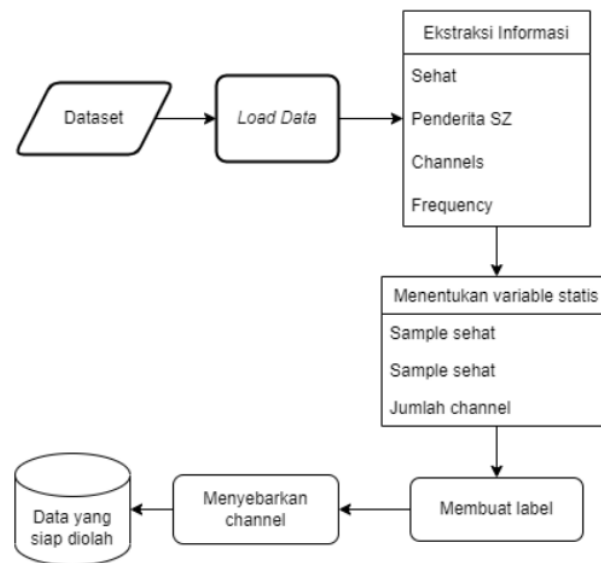 Dataset
Load Data
Ekstraksi Informasi
Sehat
Penderita SZ
Channels
Frequency
Menentukan variable statis
Sample sehat
Sample sehat
Jumlah channel
Membuat label
Menyebarkan
channel
Data yang
siap diolah